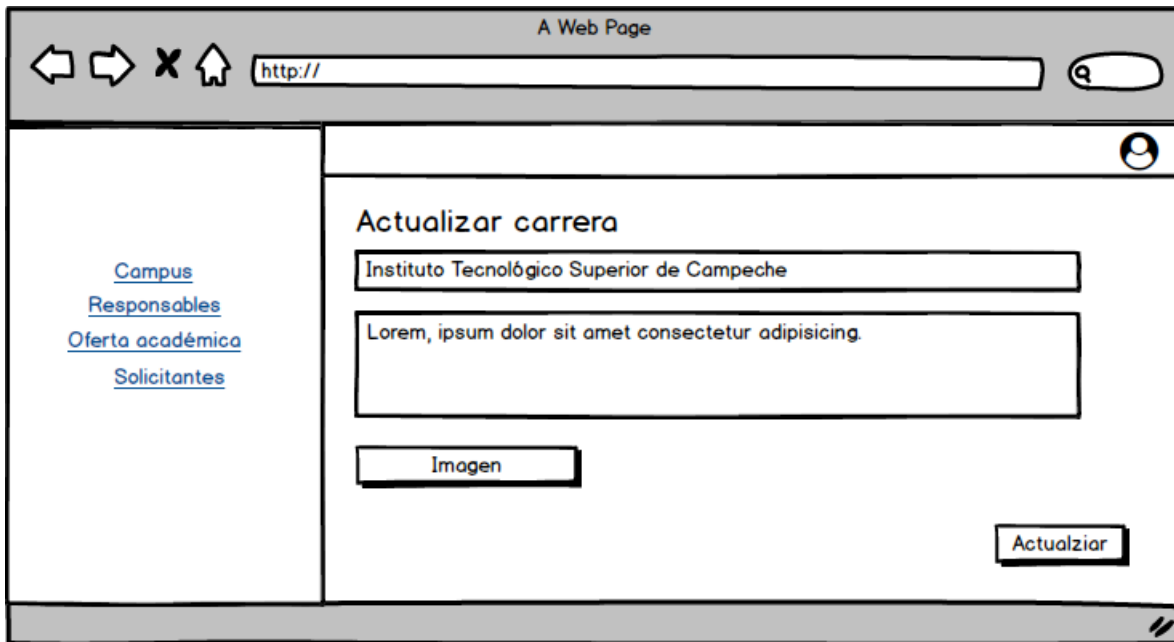 A Web Page
http://
Campus
Responsables
Oferta académica
Solicitantes
Actualizar carrera
Instituto Tecnológico Superior de Campeche
Lorem, ipsum dolor sit amet consectetur adipisicing.
Imagen
Actualziar